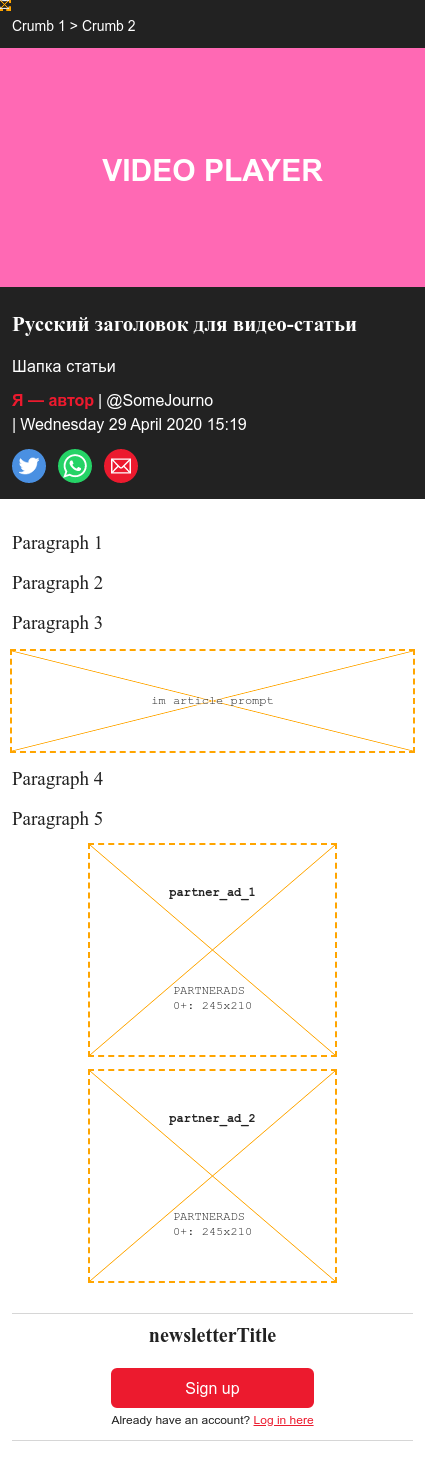 Crumb 1 > Crumb 2
VIDEO PLAYER
Русский заголовок для видео-статьи
Шапка статьи
Я — автор | @SomeJourno
| Wednesday 29 April 2020 15:19
Paragraph 1
Paragraph 2
Paragraph 3
im article prompt
Paragraph 4
Paragraph 5
partner_ad_1
PARTNERADS
0+: 245x210
partner_ad_2
PARTNERADS
0+: 245x210
newsletterTitle
Sign up
Already have an account? Log in here